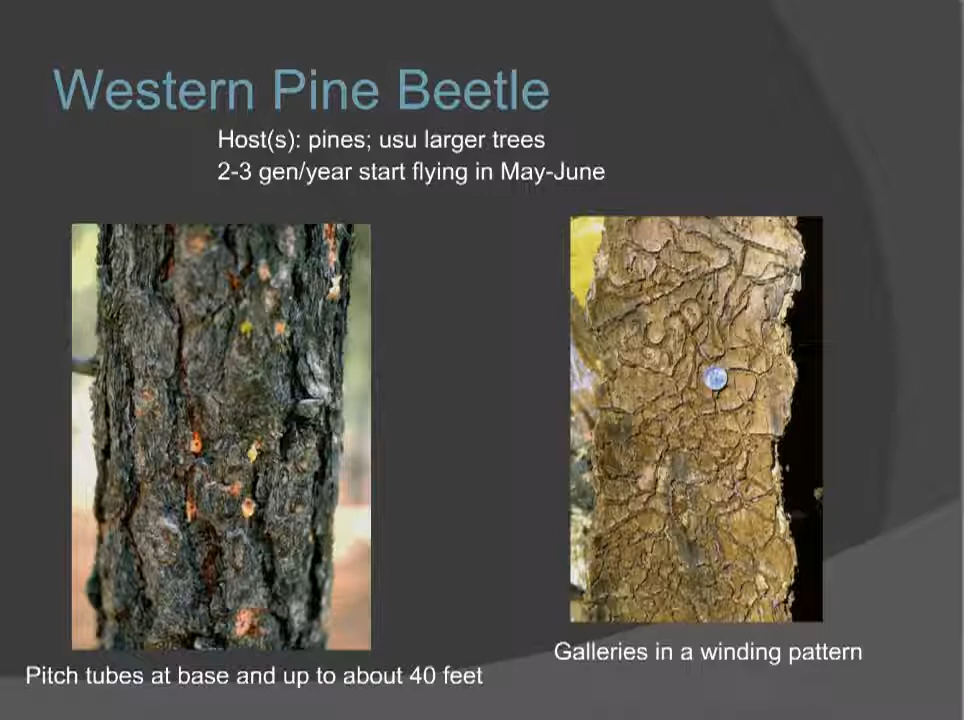 Western Pine Beetle
Host(s): pines; usu larger trees
2-3 gen/year start flying in May-June
Galleries in a winding pattern
Pitch tubes at base and up to about 40 feet